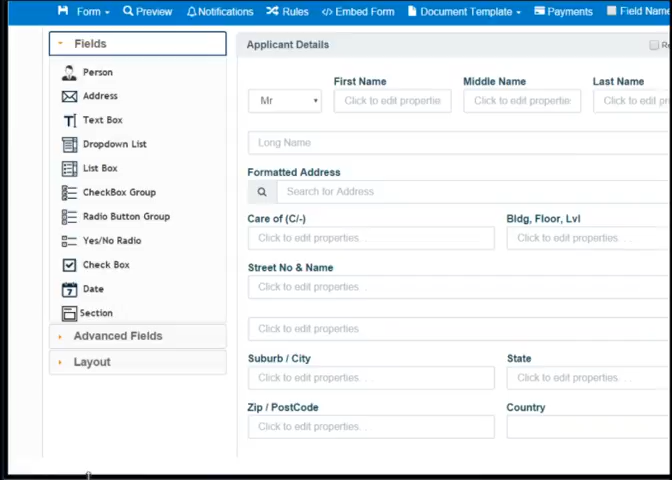 Form Preview Notifications Rules </> Embed Form Document Template Payments Field Name
Fields
Person
Address
Text Box
Dropdown List
List Box
CheckBox Group
Radio Button Group
Yes/No Radio
Check Box
7 Date
Section
Advanced Fields
Layout
Applicant Details
First Name Middle Name Last Name
Mr Click to edit propertie Click to edit propertie Click to edit pr
Long Name
Formatted Address
Search for Address
Care of (C/-) Bldg, Floor, Lvl
Click to edit properties. . . Click to edit properties. . .
Street No & Name
Click to edit properties. . .
Click to edit properties. . .
Suburb / City State
Click to edit properties. . . Click to edit properties. . .
Zip / PostCode Country
Click to edit properties. . .